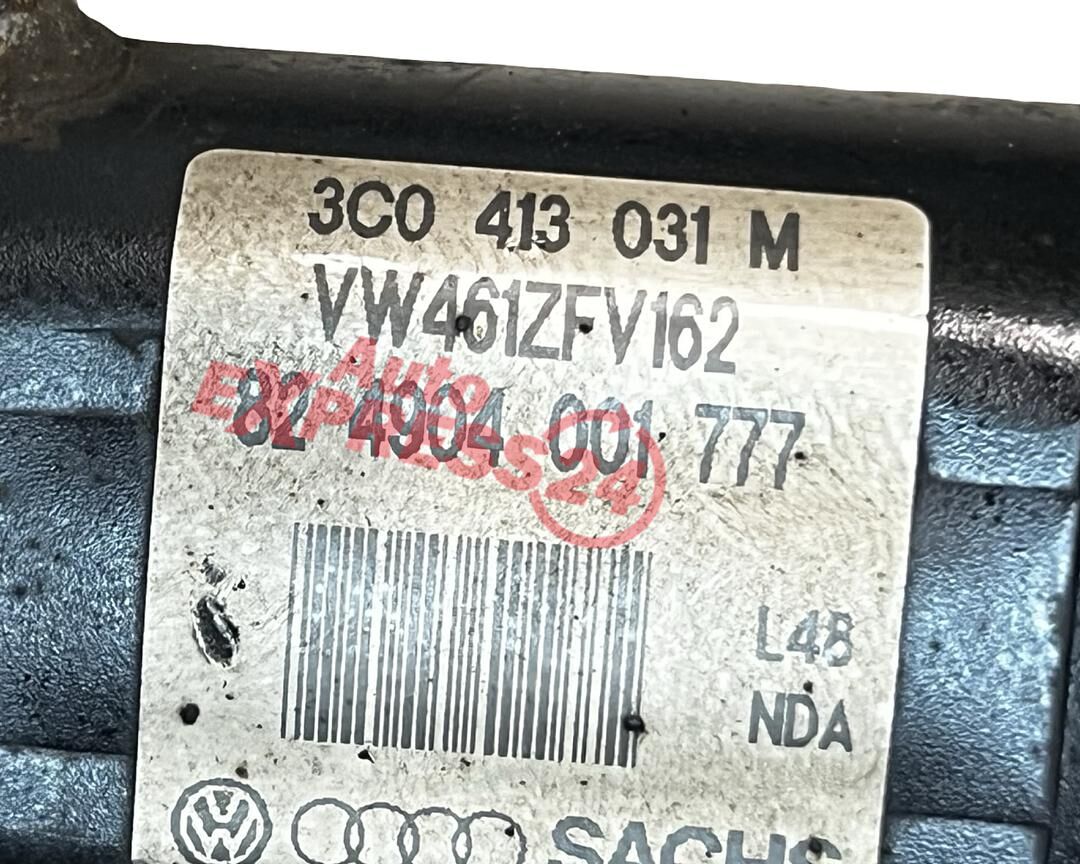 3C0 413 031 M
VW461ZFV162
82 4904 001 777
Auto
EXPRESS24
L48
NDA
SACHS